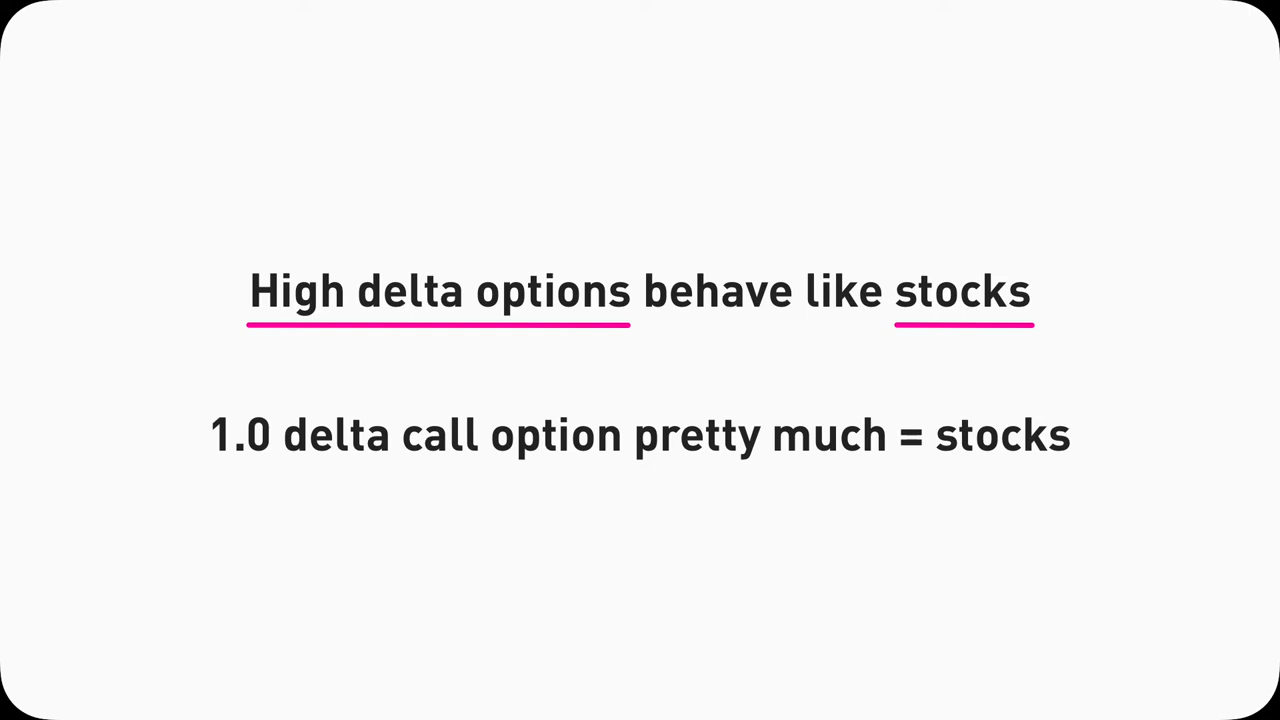 High delta options behave like stocks
1.0 delta call option pretty much = stocks